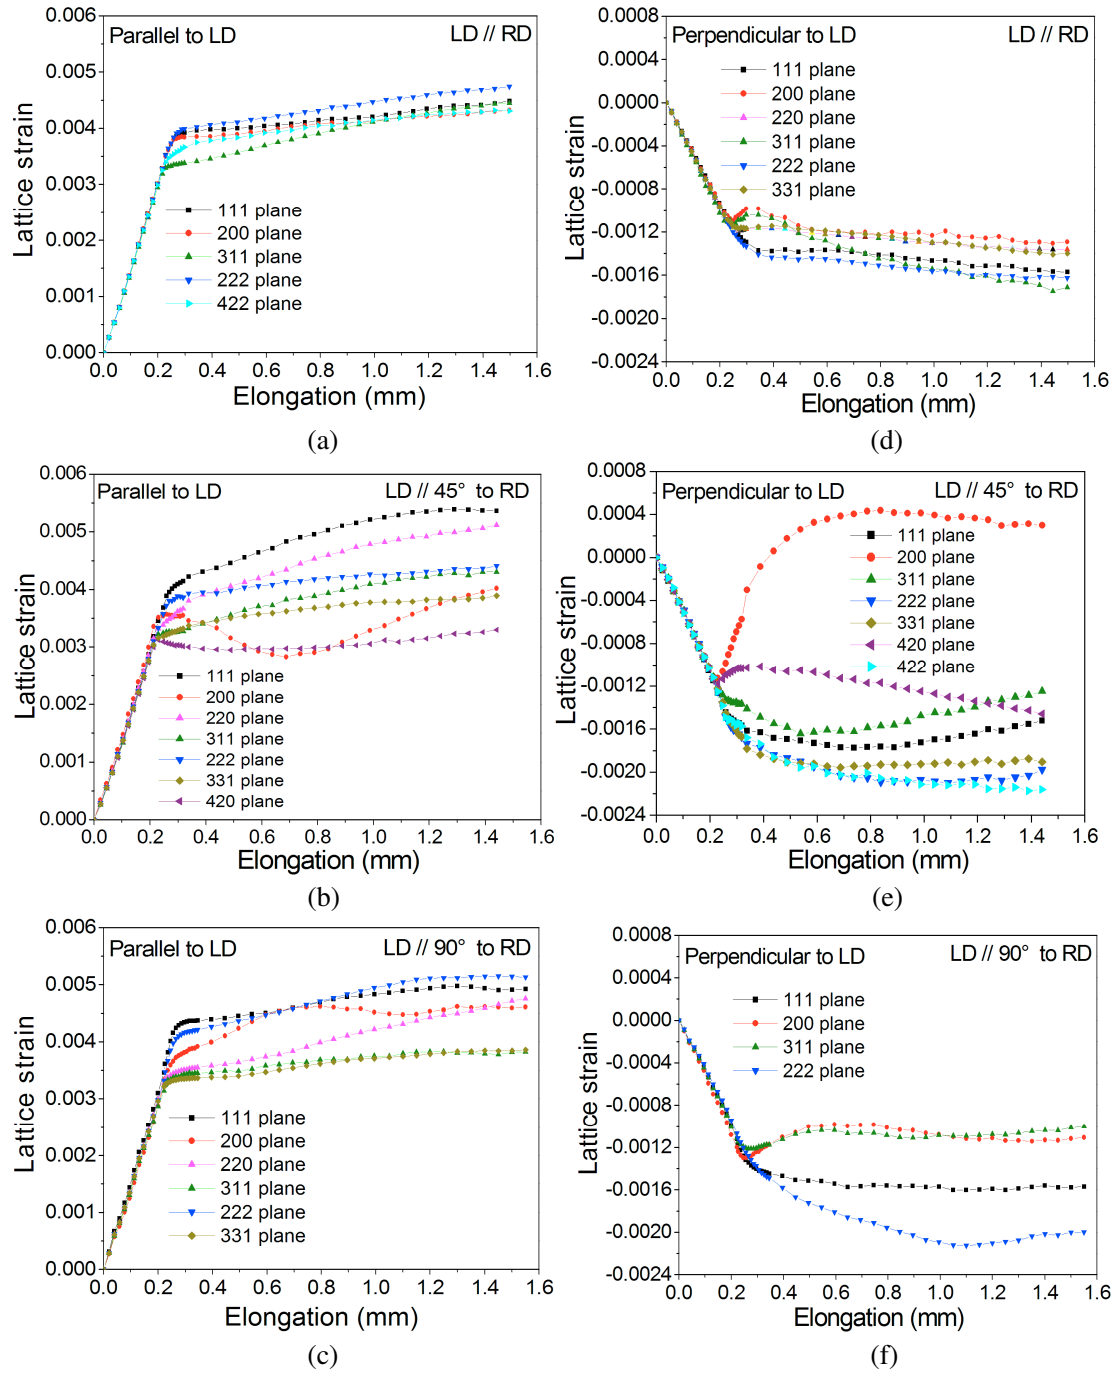 0.006
0.005
0.004
0.003
0.002
0.001
0.000
Lattice strain
Parallel to LD
LD // RD
111 plane
200 plane
311 plane
222 plane
422 plane
0.0 0.2 0.4 0.6 0.8 1.0 1.2 1.4 1.6
Elongation (mm)
(a)
0.0008
0.0004
0.0000
-0.0004
-0.0008
-0.0012
-0.0016
-0.0020
-0.0024
Lattice strain
Perpendicular to LD
LD // RD
111 plane
200 plane
220 plane
311 plane
222 plane
331 plane
0.0 0.2 0.4 0.6 0.8 1.0 1.2 1.4 1.6
Elongation (mm)
(d)
0.006
0.005
0.004
0.003
0.002
0.001
0.000
Lattice strain
Parallel to LD
LD // 45° to RD
111 plane
200 plane
220 plane
311 plane
222 plane
331 plane
420 plane
0.0 0.2 0.4 0.6 0.8 1.0 1.2 1.4 1.6
Elongation (mm)
(b)
0.0008
0.0004
0.0000
-0.0004
-0.0008
-0.0012
-0.0016
-0.0020
-0.0024
Lattice strain
Perpendicular to LD
LD // 45° to RD
111 plane
200 plane
311 plane
222 plane
331 plane
420 plane
422 plane
0.0 0.2 0.4 0.6 0.8 1.0 1.2 1.4 1.6
Elongation (mm)
(e)
0.006
0.005
0.004
0.003
0.002
0.001
0.000
Lattice strain
Parallel to LD
LD // 90° to RD
111 plane
200 plane
220 plane
311 plane
222 plane
331 plane
0.0 0.2 0.4 0.6 0.8 1.0 1.2 1.4 1.6
Elongation (mm)
(c)
0.0008
0.0004
0.0000
-0.0004
-0.0008
-0.0012
-0.0016
-0.0020
-0.0024
Lattice strain
Perpendicular to LD
LD // 90° to RD
111 plane
200 plane
311 plane
222 plane
0.0 0.2 0.4 0.6 0.8 1.0 1.2 1.4 1.6
Elongation (mm)
(f)